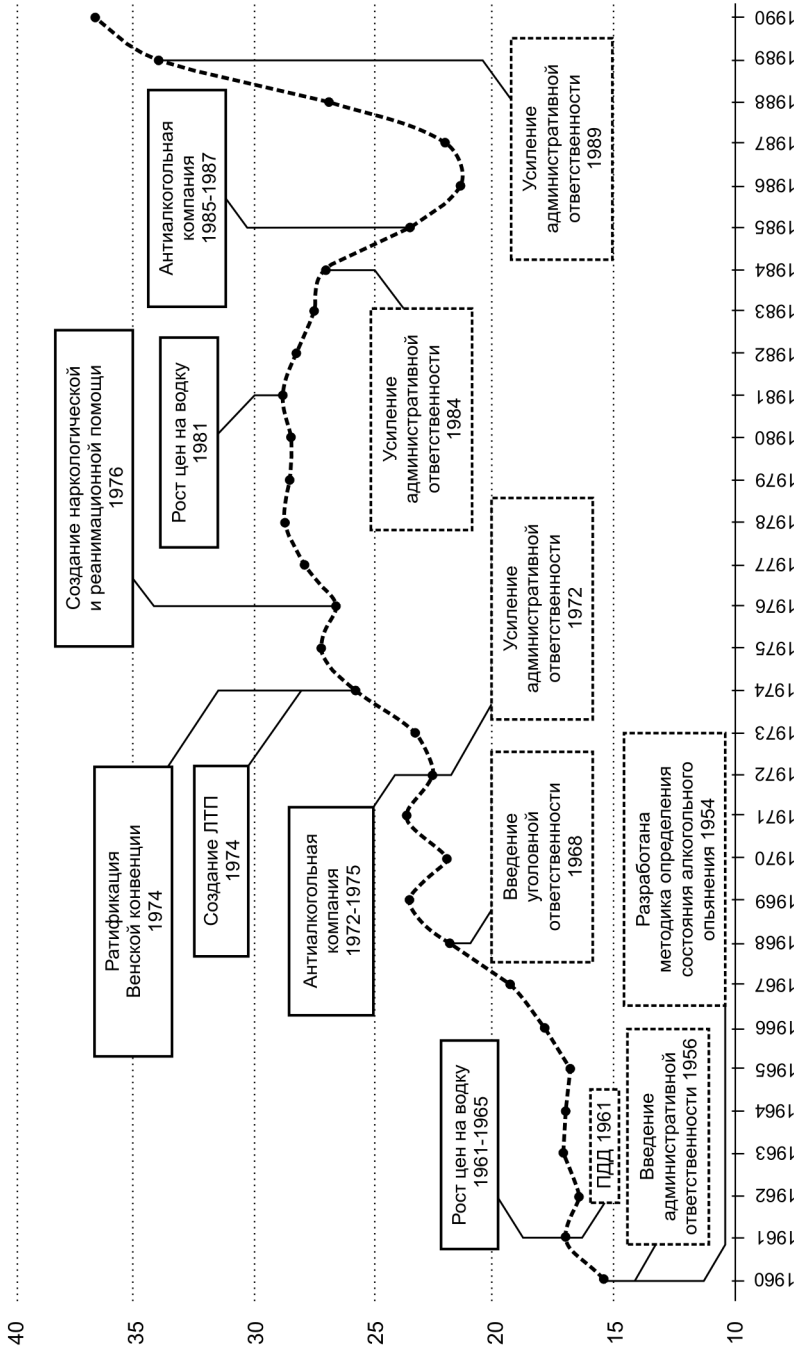 40
35
30
25
20
15
10
Ратификация
Венской конвенции
1974
Создание ЛТП
1974
Антиалкогольная
компания
1972-1975
Рост цен на водку
1961-1965
Создание наркологической
и реанимационной помощи
1976
Рост цен на водку
1981
Антиалкогольная
компания
1985-1987
ПДД 1961
Введение
административной
ответственности 1956
Разработана
методика определения
состояния алкогольного
опьянения 1954
Введение
уголовной
ответственности
1968
Усиление
административной
ответственности
1972
Усиление
административной
ответственности
1984
Усиление
административной
ответственности
1989
1960
1961
1962
1963
1964
1965
1966
1967
1968
1969
1970
1971
1972
1973
1974
1975
1976
1977
1978
1979
1980
1981
1982
1983
1984
1985
1986
1987
1988
1989
1990